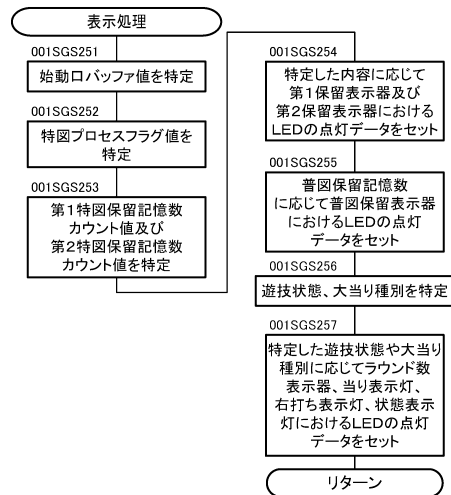 表示処理
001SGS251
始動口バッファ値を特定
001SGS252
特図プロセスフラグ値を
特定
001SGS253
第1特図保留記憶数
カウント値及び
第2特図保留記憶数
カウント値を特定
001SGS254
特定した内容に応じて
第1保留表示器及び
第2保留表示器における
LEDの点灯データをセット
001SGS255
普図保留記憶数
に応じて普図保留表示器
におけるLEDの点灯
データをセット
001SGS256
遊技状態、大当り種別を特定
001SGS257
特定した遊技状態や大当り
種別に応じてラウンド数
表示器、当り表示灯、
右打ち表示灯、状態表示
灯におけるLEDの点灯
データをセット
リターン